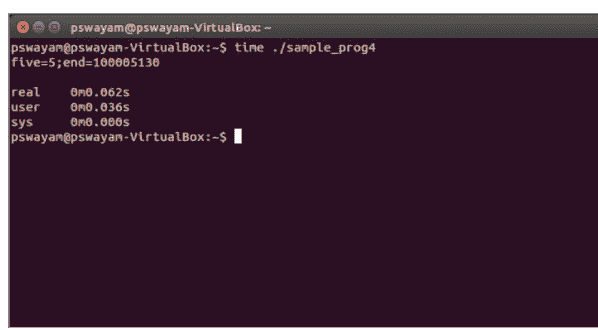 pswayam@pswayam-VirtualBox: ~
pswayam@pswayam-VirtualBox:~$ time ./sample_prog4
five=5;end=100005130
real 0m0.062s
user 0m0.036s
sys 0m0.000s
pswayam@pswayam-VirtualBox:~$